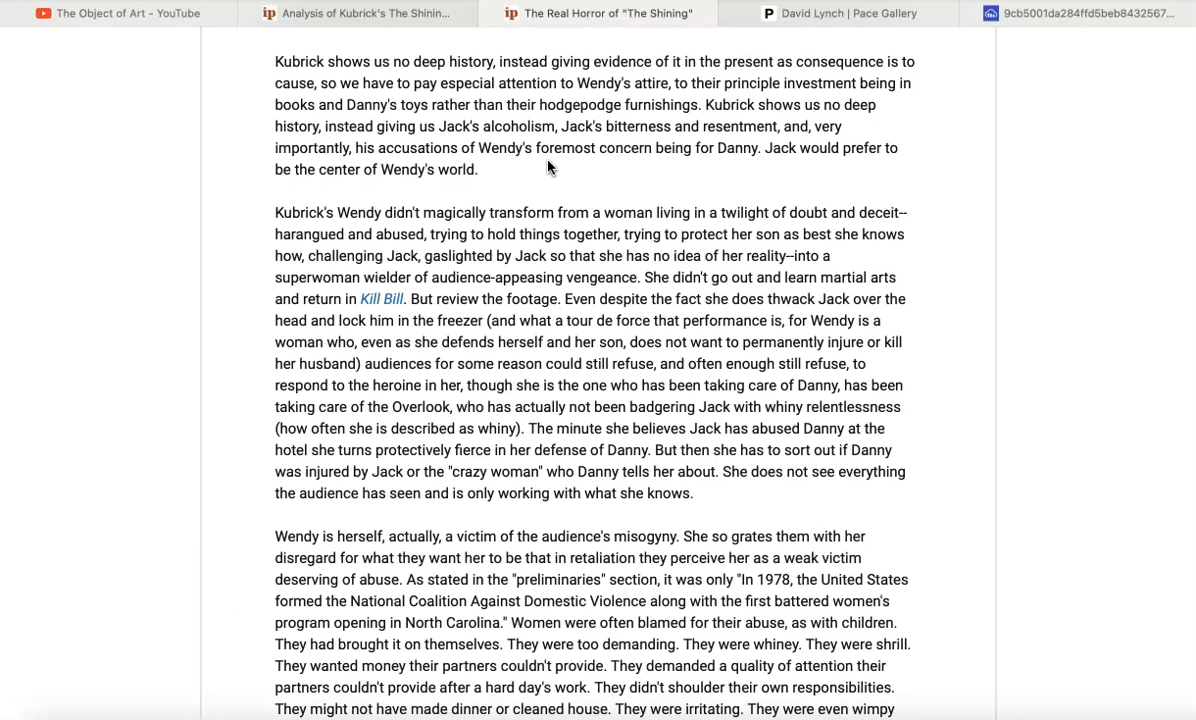 The Object of Art - YouTube
ip Analysis of Kubrick's The Shinin...
ip The Real Horror of "The Shining"
P David Lynch | Pace Gallery
9cb5001da284ffd5beb8432567...
Kubrick shows us no deep history, instead giving evidence of it in the present as consequence is to
cause, so we have to pay especial attention to Wendy's attire, to their principle investment being in
books and Danny's toys rather than their hodgepodge furnishings. Kubrick shows us no deep
history, instead giving us Jack's alcoholism, Jack's bitterness and resentment, and, very
importantly, his accusations of Wendy's foremost concern being for Danny. Jack would prefer to
be the center of Wendy's world.
Kubrick's Wendy didn't magically transform from a woman living in a twilight of doubt and deceit--
harangued and abused, trying to hold things together, trying to protect her son as best she knows
how, challenging Jack, gaslighted by Jack so that she has no idea of her reality--into a
superwoman wielder of audience-appeasing vengeance. She didn't go out and learn martial arts
and return in Kill Bill. But review the footage. Even despite the fact she does thwack Jack over the
head and lock him in the freezer (and what a tour de force that performance is, for Wendy is a
woman who, even as she defends herself and her son, does not want to permanently injure or kill
her husband) audiences for some reason could still refuse, and often enough still refuse, to
respond to the heroine in her, though she is the one who has been taking care of Danny, has been
taking care of the Overlook, who has actually not been badgering Jack with whiny relentlessness
(how often she is described as whiny). The minute she believes Jack has abused Danny at the
hotel she turns protectively fierce in her defense of Danny. But then she has to sort out if Danny
was injured by Jack or the "crazy woman" who Danny tells her about. She does not see everything
the audience has seen and is only working with what she knows.
Wendy is herself, actually, a victim of the audience's misogyny. She so grates them with her
disregard for what they want her to be that in retaliation they perceive her as a weak victim
deserving of abuse. As stated in the "preliminaries" section, it was only "In 1978, the United States
formed the National Coalition Against Domestic Violence along with the first battered women's
program opening in North Carolina." Women were often blamed for their abuse, as with children.
They had brought it on themselves. They were too demanding. They were whiney. They were shrill.
They wanted money their partners couldn't provide. They demanded a quality of attention their
partners couldn't provide after a hard day's work. They didn't shoulder their own responsibilities.
They might not have made dinner or cleaned house. They were irritating. They were even wimpy